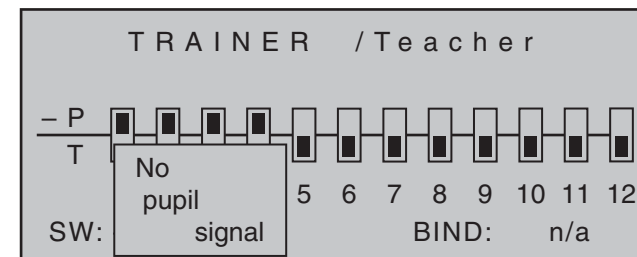 TRAINER /Teacher
– P
T
No
pupil
signal
5 6 7 8 9 10 11 12
SW: BIND: n/a